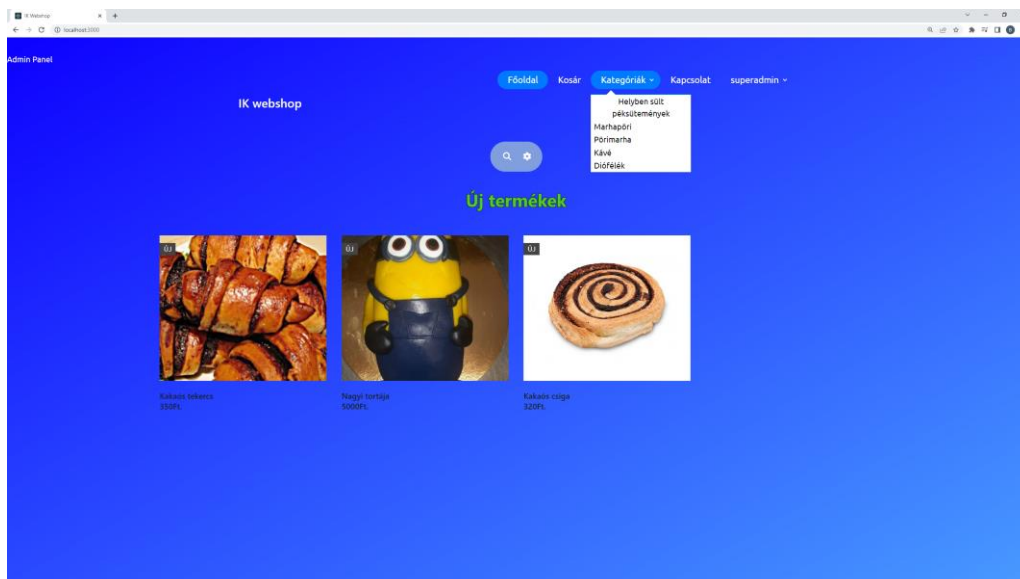 IK Webshop
localhost:3000
Admin Panel
Főoldal Kosár Kategóriák Kapcsolat superadmin
IK webshop
Helyben sült
péksütemények
Marhapöri
Pörimarha
Kávé
Diófélék
Új termékek
ÚJ ÚJ ÚJ
Kakaós tekercs Nagyi tortája Kakaós csiga
350Ft. 5000Ft. 320Ft.